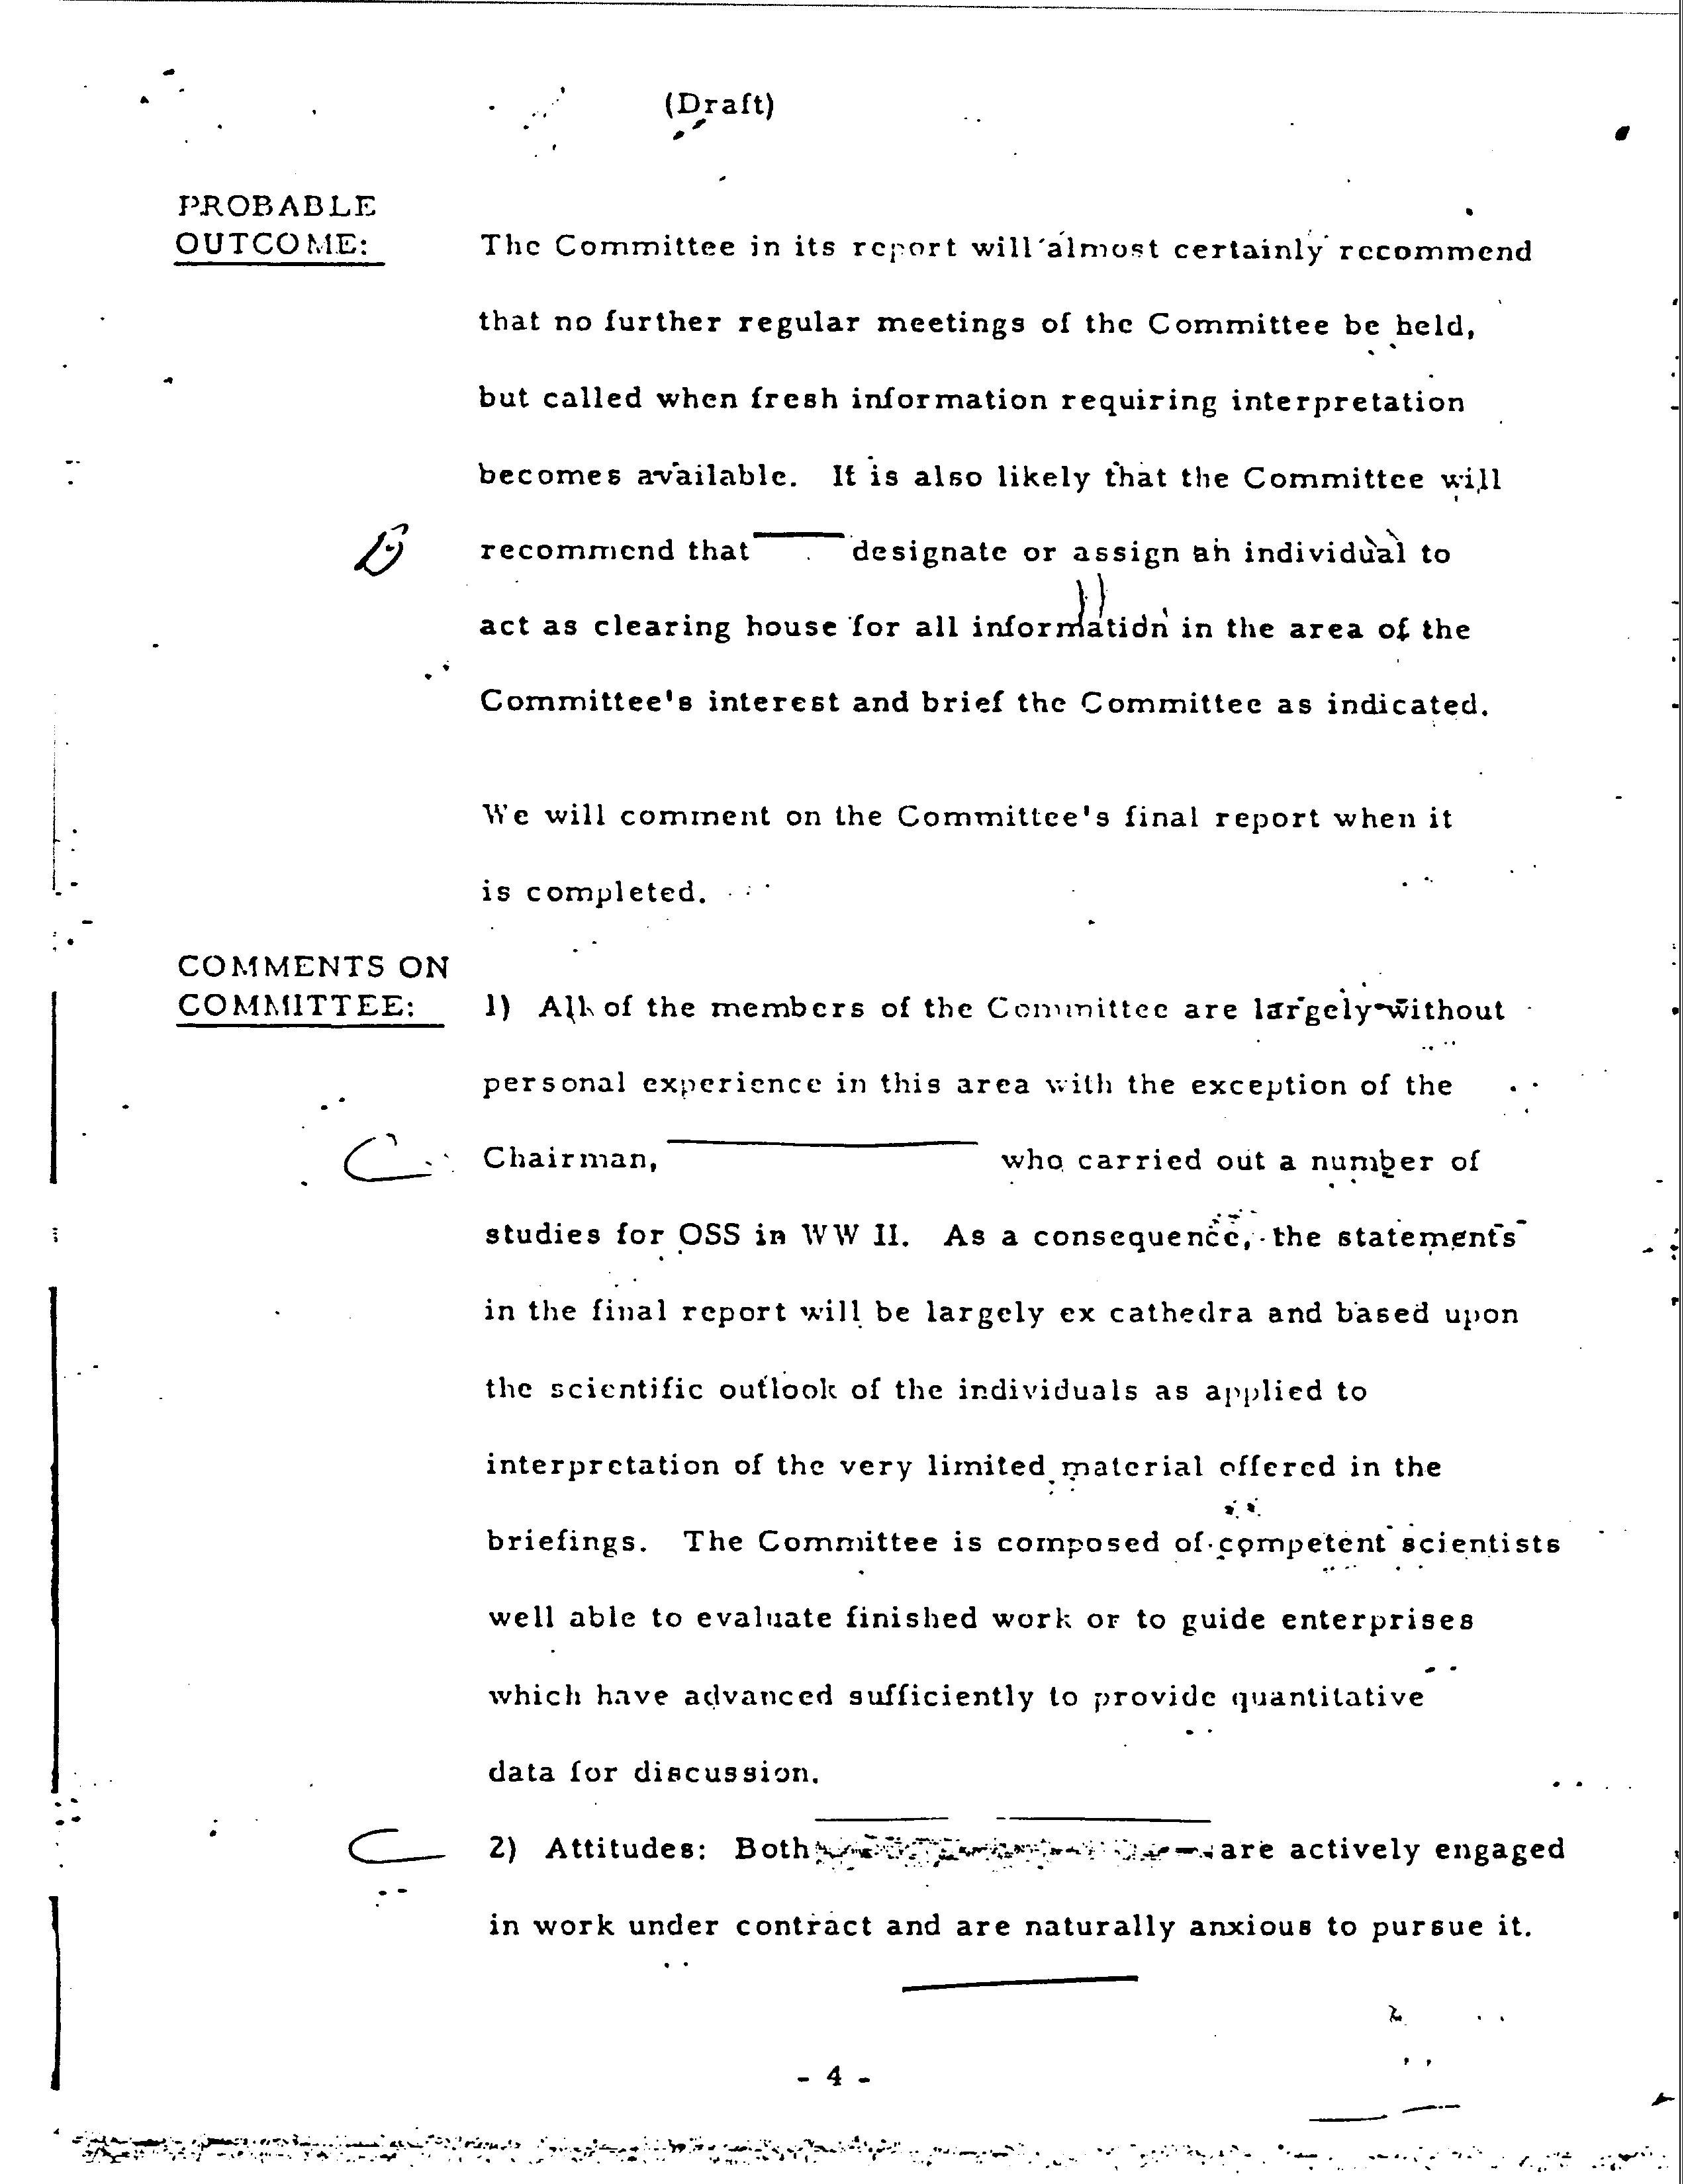 (Draft)
PROBABLE
OUTCOME:
The Committee in its report will almost certainly recommend
that no further regular meetings of the Committee be held,
but called when fresh information requiring interpretation
becomes available. It is also likely that the Committee will
B
recommend that designate or assign an individual to
act as clearing house for all information in the area of the
Committee's interest and brief the Committee as indicated.
We will comment on the Committee's final report when it
is completed.
COMMENTS ON
COMMITTEE:
1) All of the members of the Committee are largely without
personal experience in this area with the exception of the
C
Chairman, who carried out a number of
studies for OSS in WW II. As a consequence, the statements
in the final report will be largely ex cathedra and based upon
the scientific outlook of the individuals as applied to
interpretation of the very limited material offered in the
briefings. The Committee is composed of competent scientists
well able to evaluate finished work or to guide enterprises
which have advanced sufficiently to provide quantitative
data for discussion.
C
2) Attitudes: Both are actively engaged
in work under contract and are naturally anxious to pursue it.
- 4 -